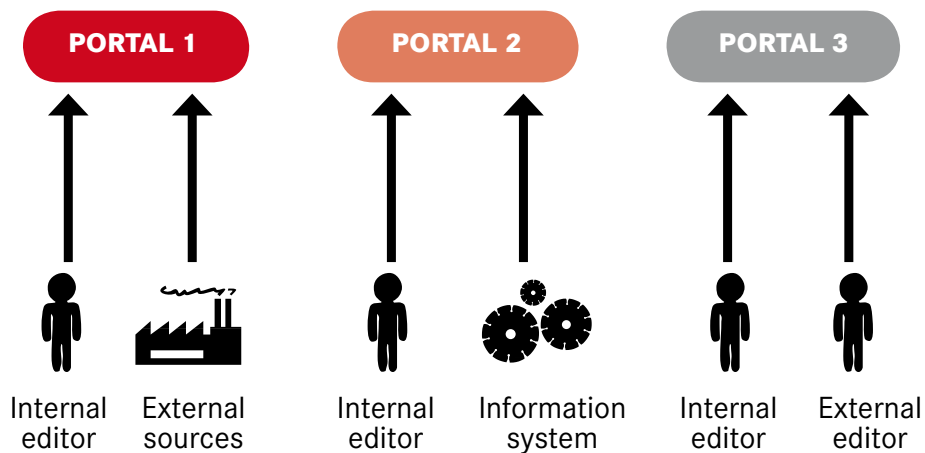 PORTAL 1
PORTAL 2
PORTAL 3
Internal
editor
External
sources
Internal
editor
Information
system
Internal
editor
External
editor